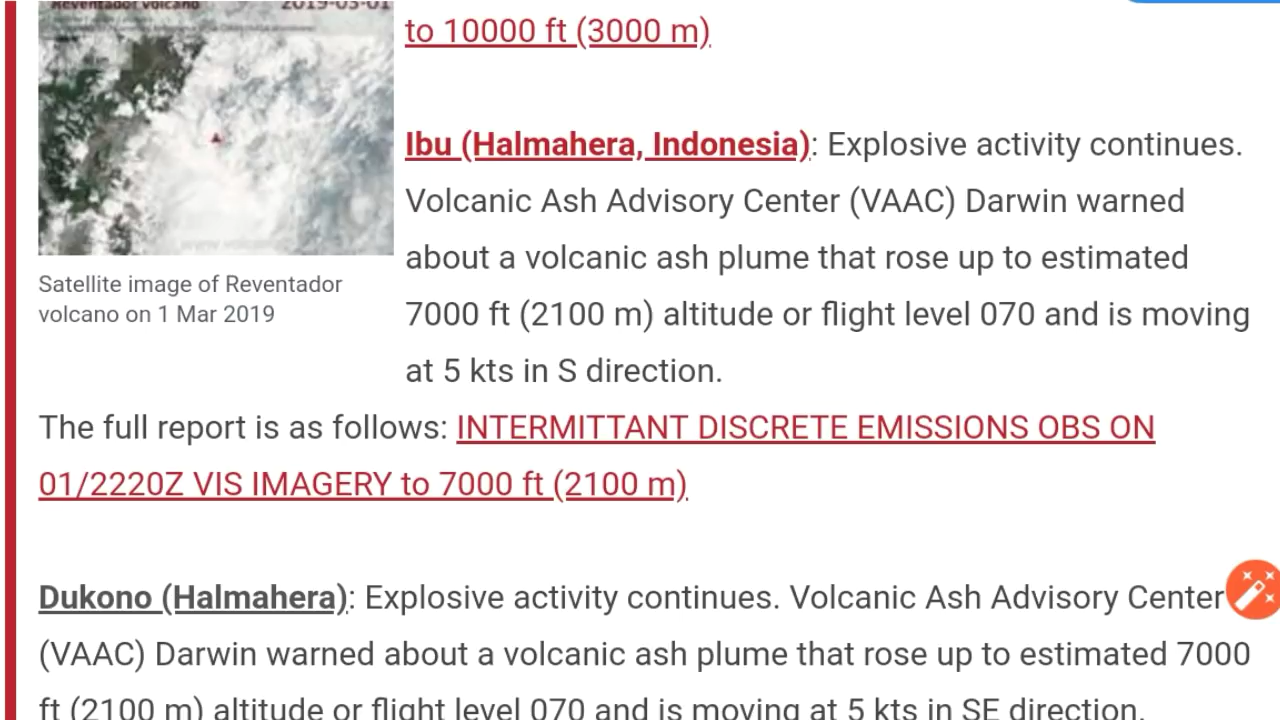 Reventador volcano 2019-03-01
to 10000 ft (3000 m)
Ibu (Halmahera, Indonesia): Explosive activity continues.
Volcanic Ash Advisory Center (VAAC) Darwin warned
about a volcanic ash plume that rose up to estimated
7000 ft (2100 m) altitude or flight level 070 and is moving
at 5 kts in S direction.
Satellite image of Reventador
volcano on 1 Mar 2019
The full report is as follows: INTERMITTANT DISCRETE EMISSIONS OBS ON
01/2220Z VIS IMAGERY to 7000 ft (2100 m)
Dukono (Halmahera): Explosive activity continues. Volcanic Ash Advisory Center
(VAAC) Darwin warned about a volcanic ash plume that rose up to estimated 7000
ft (2100 m) altitude or flight level 070 and is moving at 5 kts in SE direction.